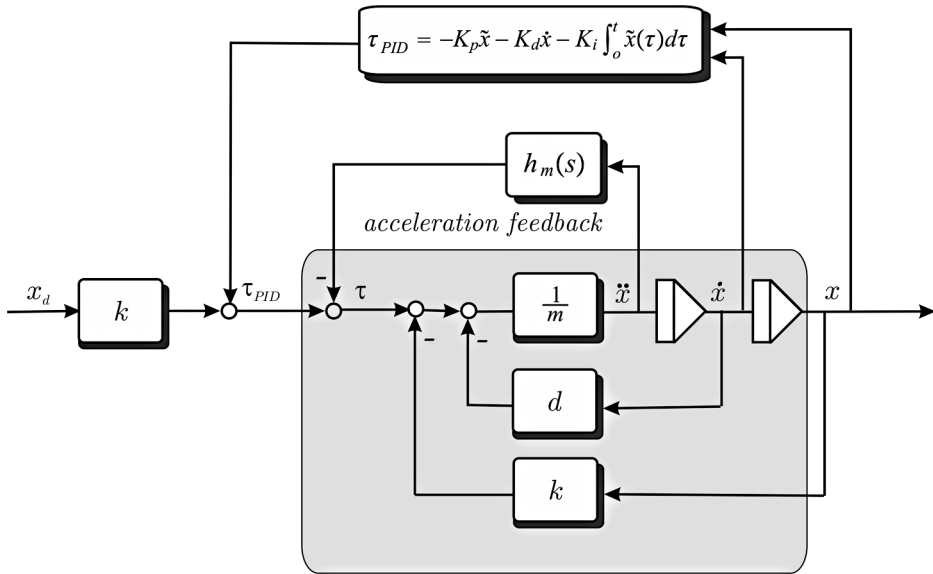 τ_PID = −K_p x̃ − K_d ẋ − K_i ∫_o^t x̃(τ)dτ
h_m(s)
acceleration feedback
x_d
k
τ_PID
-
τ
-
-
1/m
ẍ
ẋ
x
d
k